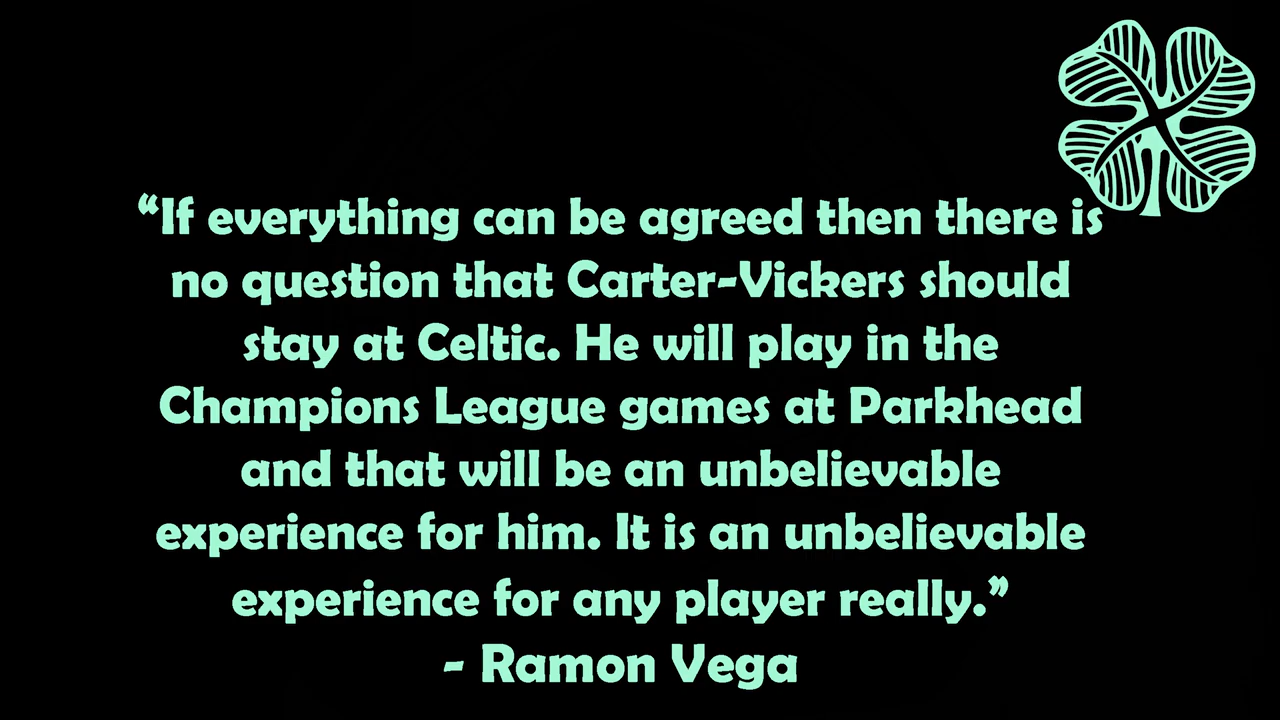 “If everything can be agreed then there is
no question that Carter-Vickers should
stay at Celtic. He will play in the
Champions League games at Parkhead
and that will be an unbelievable
experience for him. It is an unbelievable
experience for any player really.”
- Ramon Vega